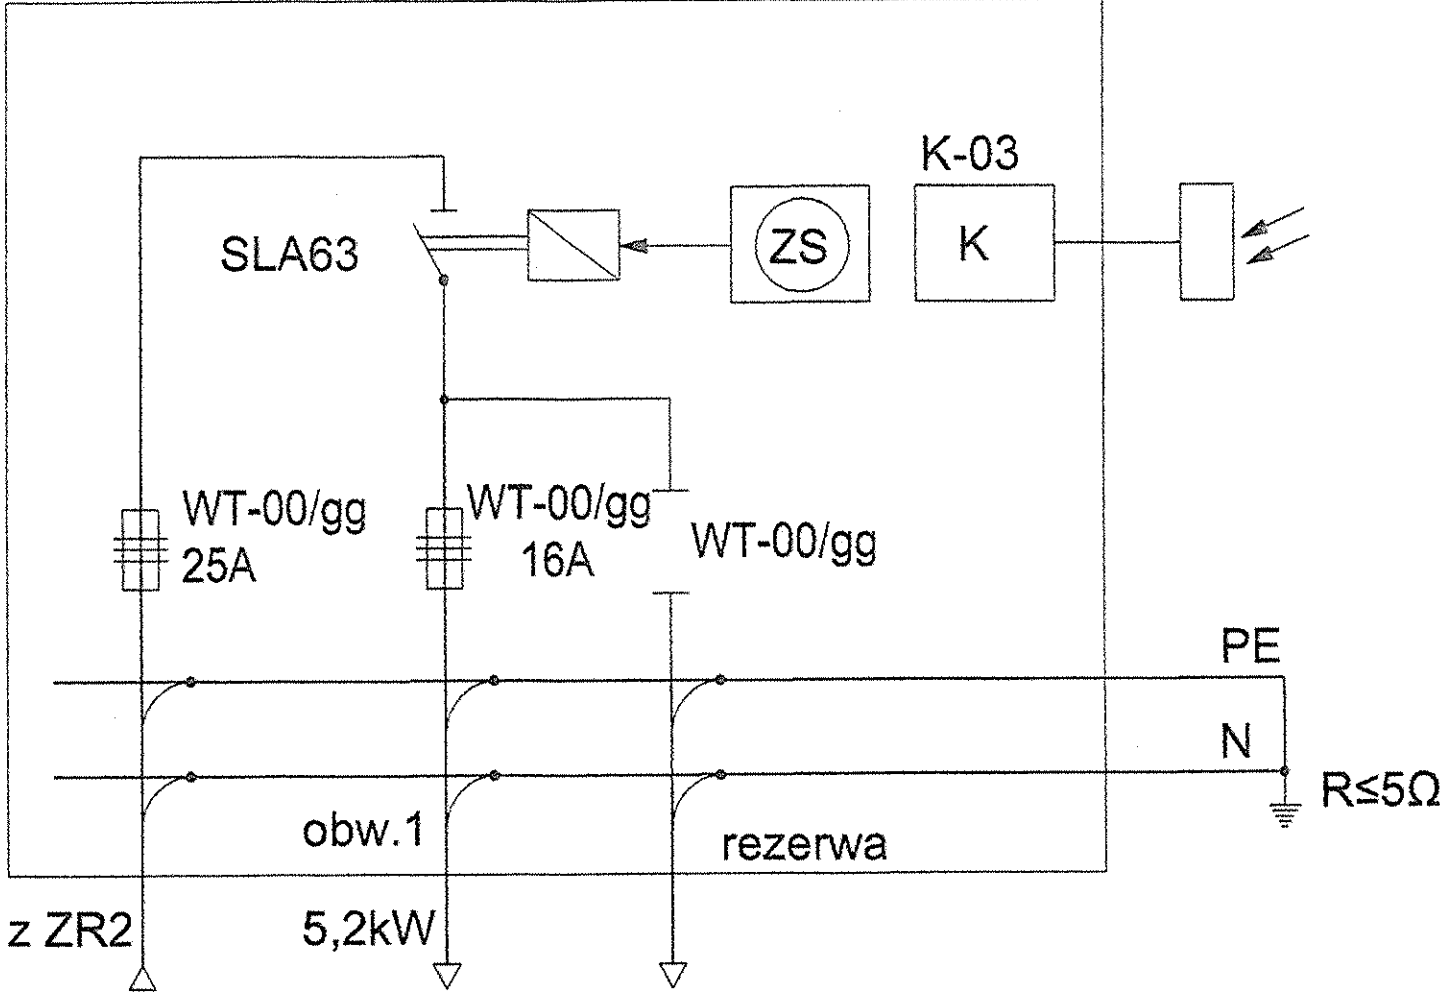 K-03
SLA63
ZS
K
WT-00/gg
25A
WT-00/gg
16A
WT-00/gg
PE
N
R≤5Ω
obw.1
rezerwa
z ZR2
5,2kW